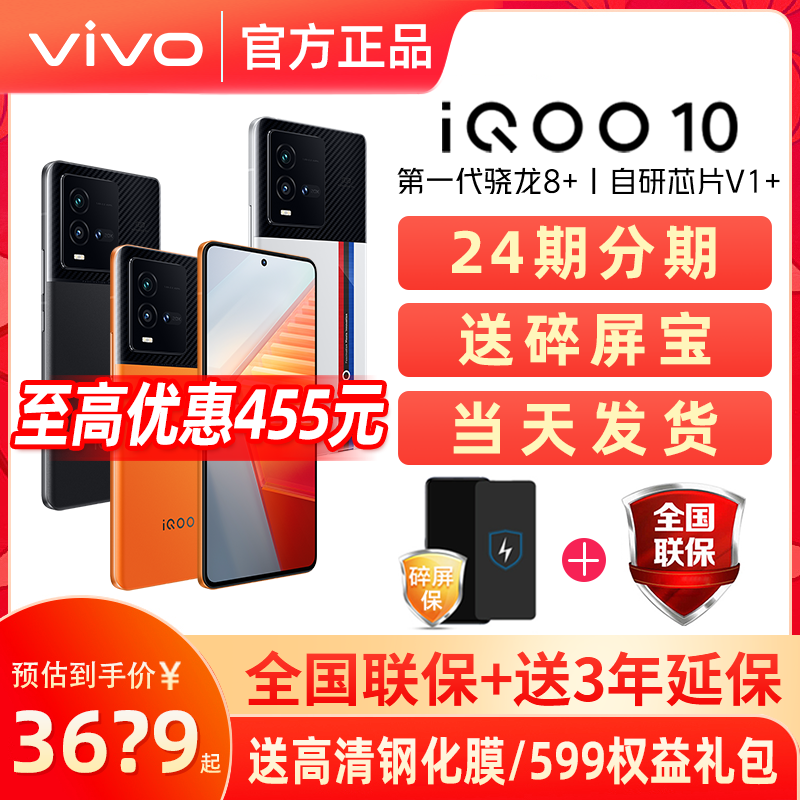 vivo 官方正品
iQOO 10
第一代骁龙8+ | 自研芯片V1+
24期分期
送碎屏宝
当天发货
至高优惠455元
iQOO
碎屏
保
+
全国
联保
预估到手价￥
36?9起
全国联保+送3年延保
送高清钢化膜/599权益礼包